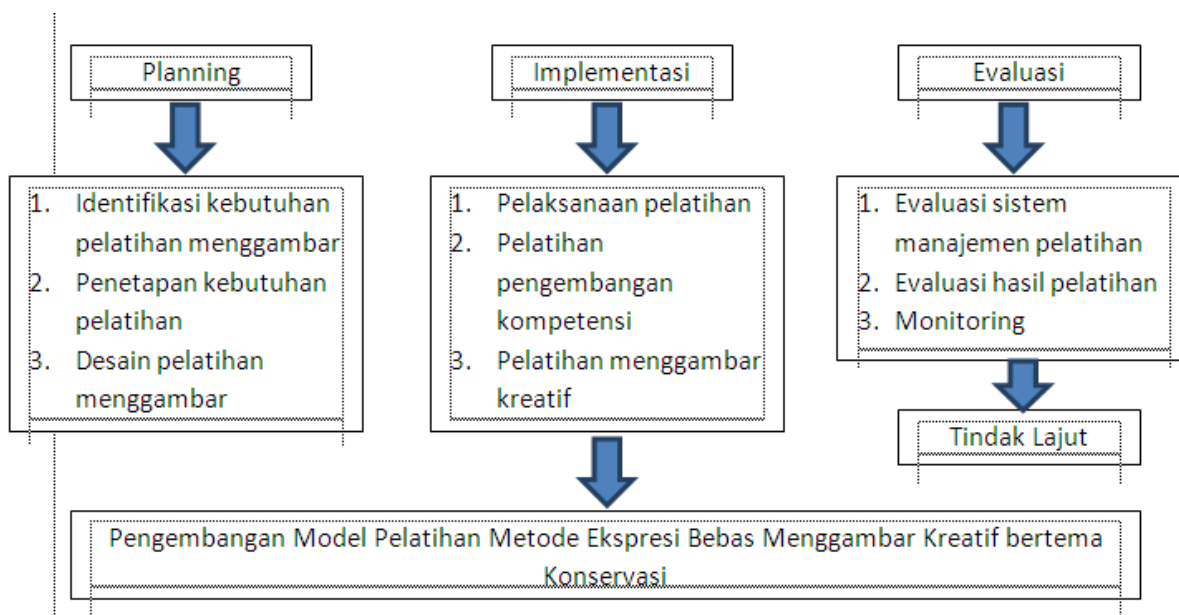 Planning
1. Identifikasi kebutuhan
pelatihan menggambar
2. Penetapan kebutuhan
pelatihan
3. Desain pelatihan
menggambar
Implementasi
1. Pelaksanaan pelatihan
2. Pelatihan
pengembangan
kompetensi
3. Pelatihan menggambar
kreatif
Evaluasi
1. Evaluasi sistem
manajemen pelatihan
2. Evaluasi hasil pelatihan
3. Monitoring
Tindak Lajut
Pengembangan Model Pelatihan Metode Ekspresi Bebas Menggambar Kreatif bertema
Konservasi